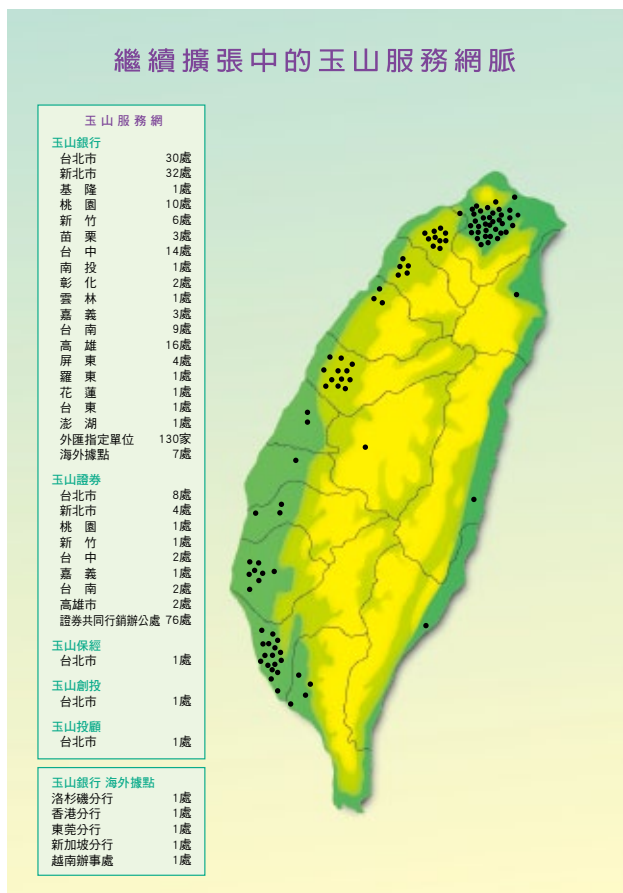 繼續擴張中的玉山服務網脈
玉山服務網
玉山銀行
台北市 30處
新北市 32處
基隆 1處
桃園 10處
新竹 6處
苗栗 3處
台中 14處
南投 1處
彰化 2處
雲林 1處
嘉義 3處
台南 9處
高雄 16處
屏東 4處
羅東 1處
花蓮 1處
台東 1處
澎湖 1處
外匯指定單位 130家
海外據點 7處
玉山證券
台北市 8處
新北市 4處
桃園 1處
新竹 1處
台中 2處
嘉義 1處
台南 2處
高雄市 2處
證券共同行銷辦公處 76處
玉山保經
台北市 1處
玉山創投
台北市 1處
玉山投顧
台北市 1處
玉山銀行 海外據點
洛杉磯分行 1處
香港分行 1處
東莞分行 1處
新加坡分行 1處
越南辦事處 1處